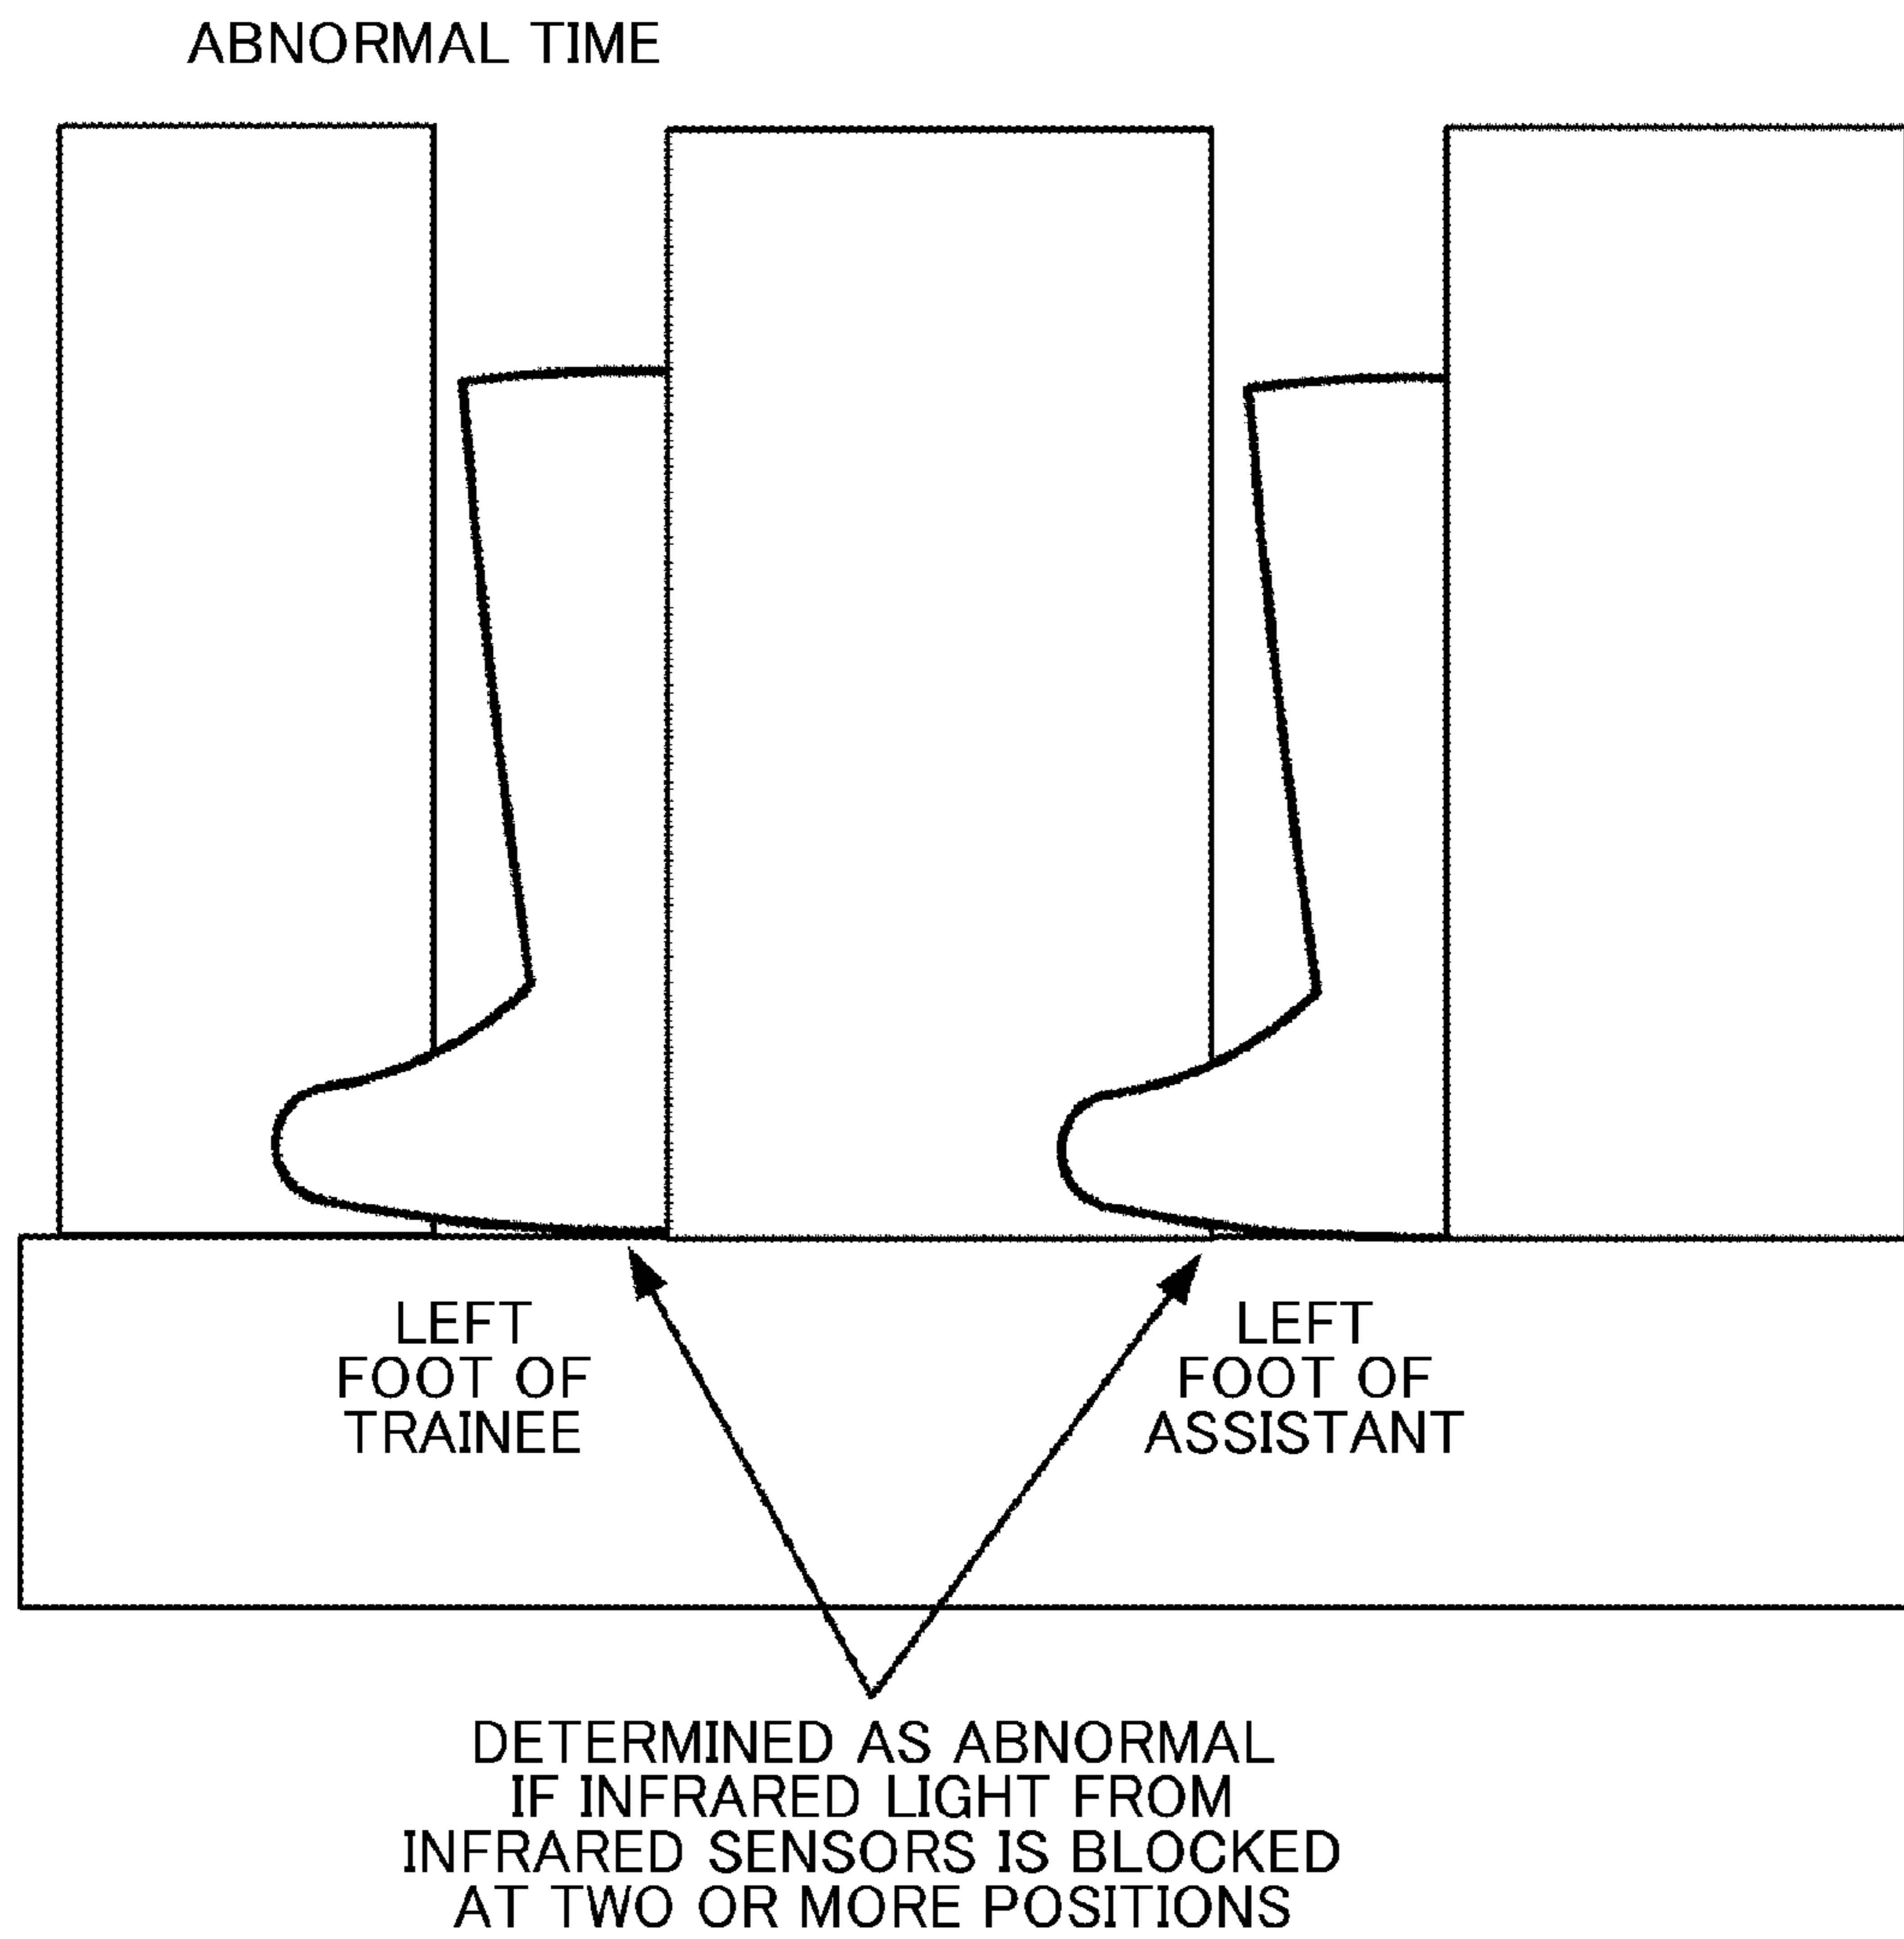 ABNORMAL TIME
LEFT
FOOT OF
TRAINEE
LEFT
FOOT OF
ASSISTANT
DETERMINED AS ABNORMAL
IF INFRARED LIGHT FROM
INFRARED SENSORS IS BLOCKED
AT TWO OR MORE POSITIONS